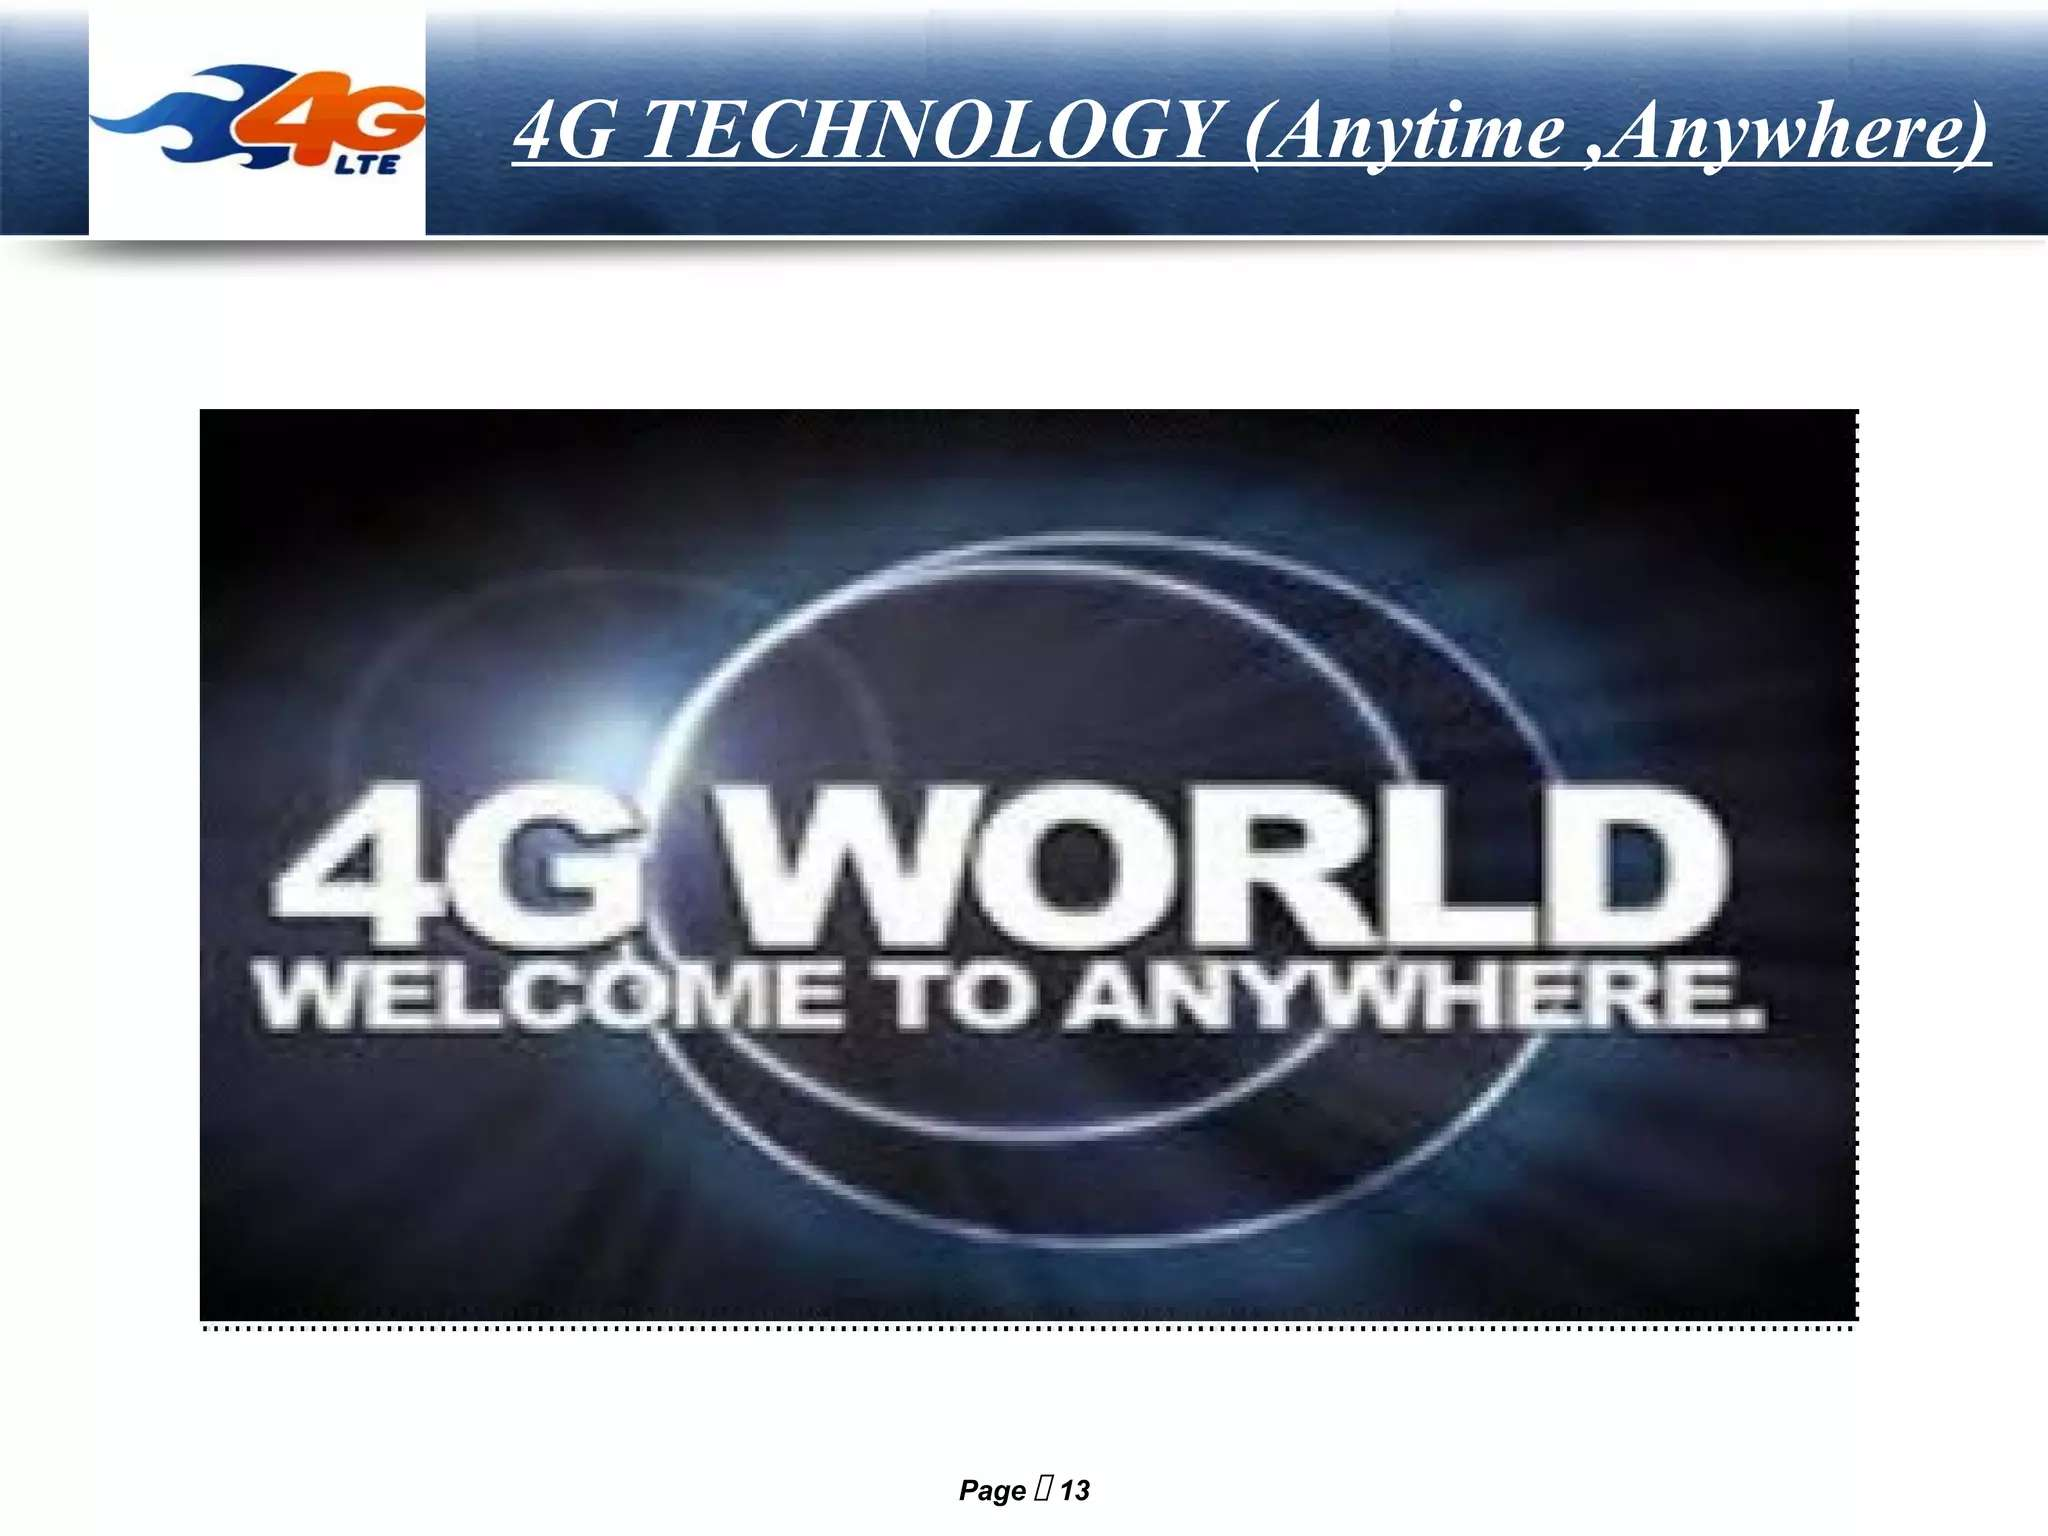 4G
LTE
4G TECHNOLOGY (Anytime ,Anywhere)
4G WORLD
WELCOME TO ANYWHERE.
Page  13